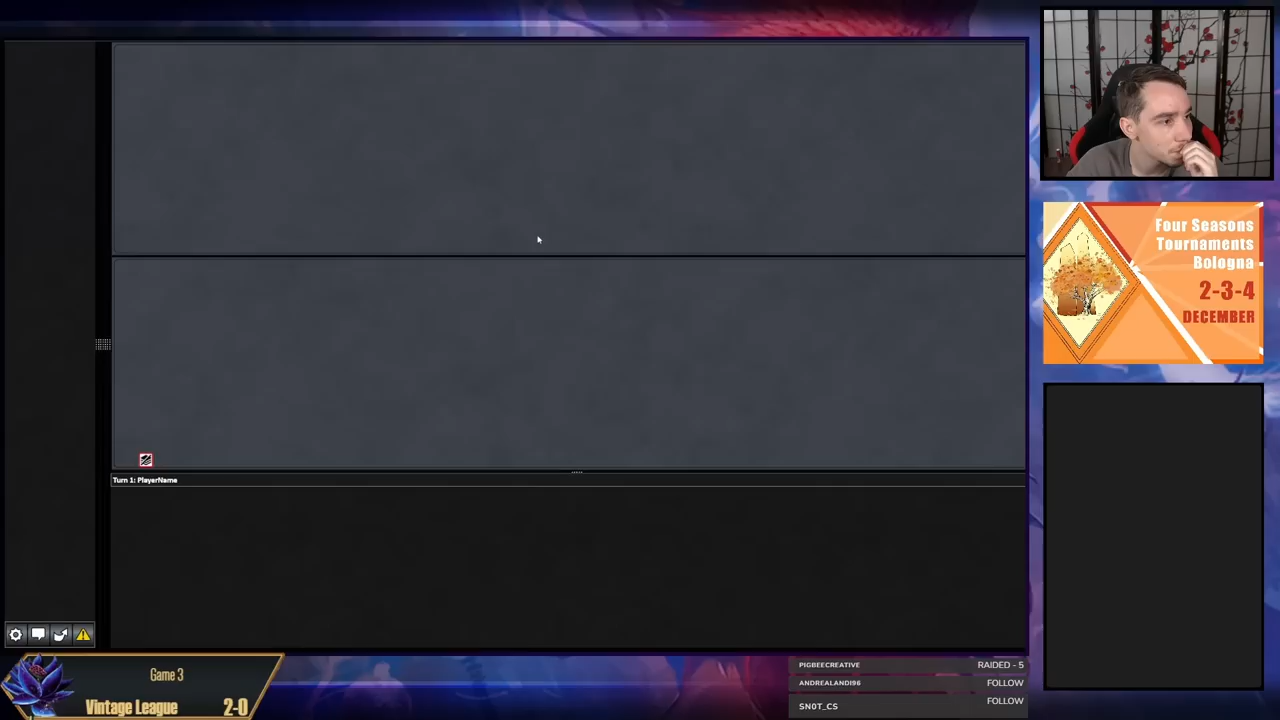 Four Seasons
Tournaments
Bologna
2-3-4
DECEMBER
Turn 1: PlayerName
Game 3
Vintage League 2-0
PIGBEECREATIVE RAIDED - 5
ANDREALANDI96 FOLLOW
SN0T_CS FOLLOW